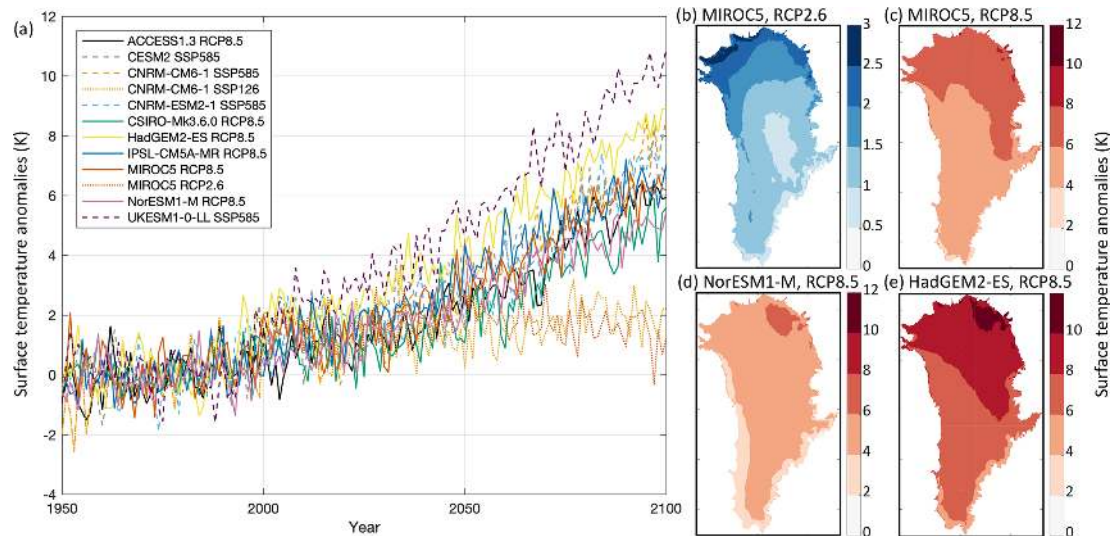 (a)
Surface temperature anomalies (K)
12
10
8
6
4
2
0
-2
-4
1950
2000
2050
2100
Year
ACCESS1.3 RCP8.5
CESM2 SSP585
CNRM-CM6-1 SSP585
CNRM-CM6-1 SSP126
CNRM-ESM2-1 SSP585
CSIRO-Mk3.6.0 RCP8.5
HadGEM2-ES RCP8.5
IPSL-CM5A-MR RCP8.5
MIROC5 RCP8.5
MIROC5 RCP2.6
NorESM1-M RCP8.5
UKESM1-0-LL SSP585
(b) MIROC5, RCP2.6
3
2.5
2
1.5
1
0.5
0
(c) MIROC5, RCP8.5
12
10
8
6
4
2
0
(d) NorESM1-M, RCP8.5
12
10
8
6
4
2
0
(e) HadGEM2-ES, RCP8.5
12
10
8
6
4
2
0
Surface temperature anomalies (K)